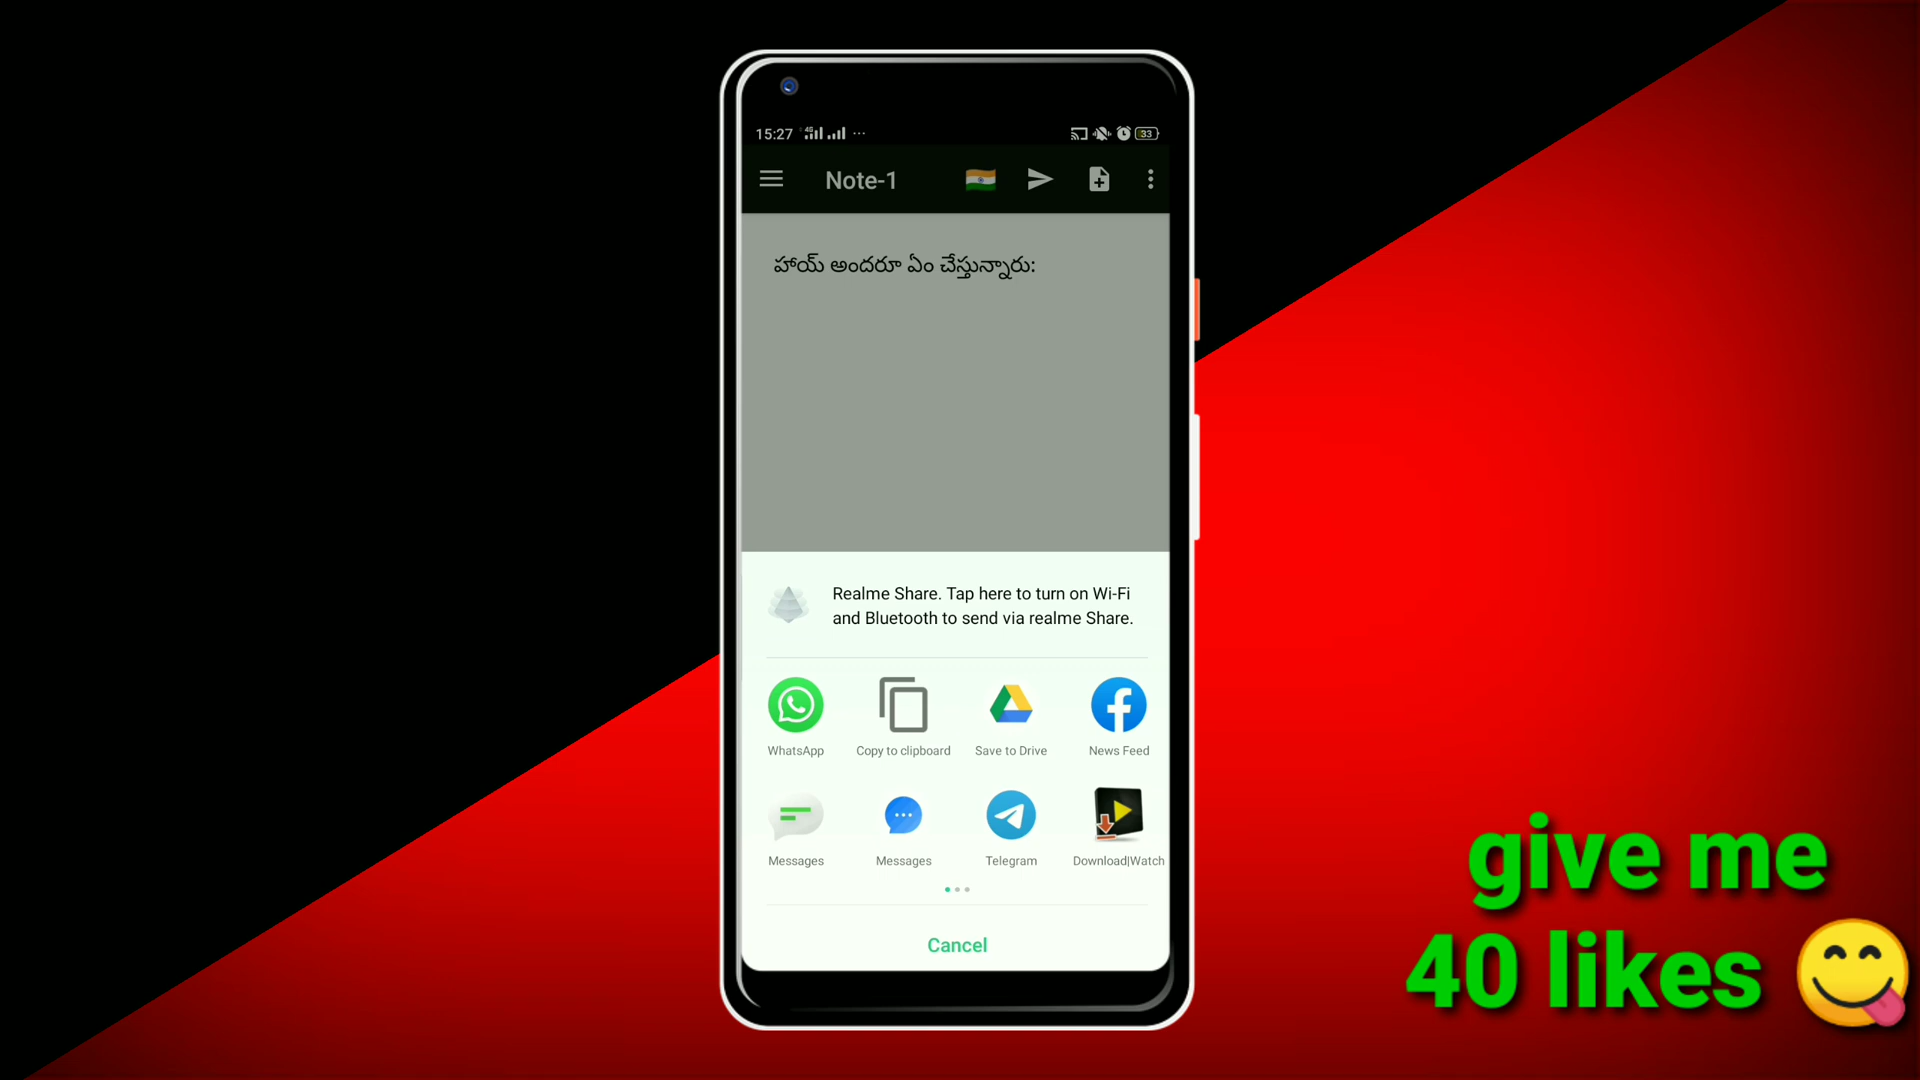 15:27 4G 33
Note-1
హాయ్ అందరూ ఏం చేస్తున్నారు:
Realme Share. Tap here to turn on Wi-Fi
and Bluetooth to send via realme Share.
WhatsApp Copy to clipboard Save to Drive News Feed
Messages Messages Telegram Download|Watch
Cancel
give me
40 likes 😋